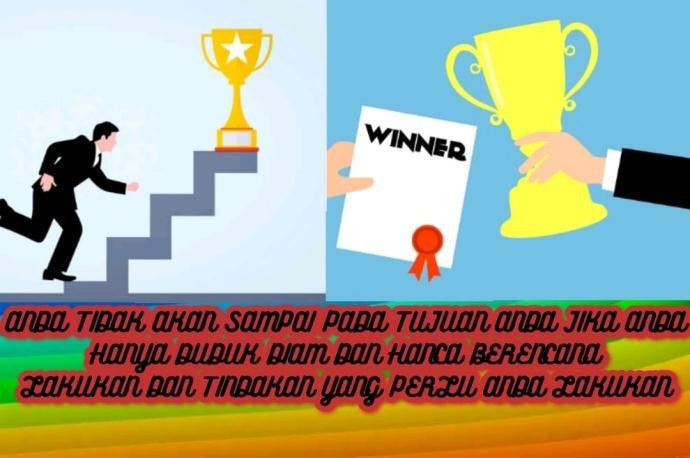 WINNER
ANDA TIDAK AKAN SAMPAI PADA TUJUAN ANDA JIKA ANDA
HANYA DUDUK DIAM DAN HANCA BERENCANA
LAKUKAN DAN TINDAKAN YANG PERLU ANDA LAKUKAN